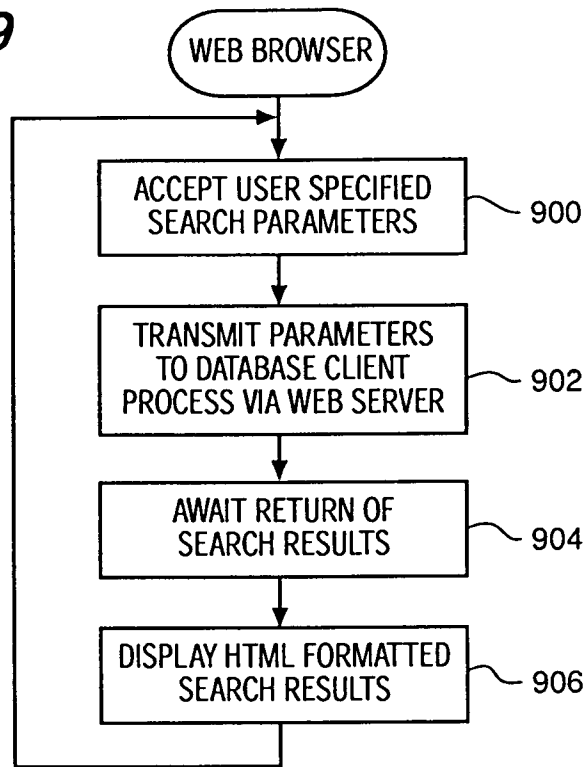 9
WEB BROWSER
ACCEPT USER SPECIFIED
SEARCH PARAMETERS
900
TRANSMIT PARAMETERS
TO DATABASE CLIENT
PROCESS VIA WEB SERVER
902
AWAIT RETURN OF
SEARCH RESULTS
904
DISPLAY HTML FORMATTED
SEARCH RESULTS
906